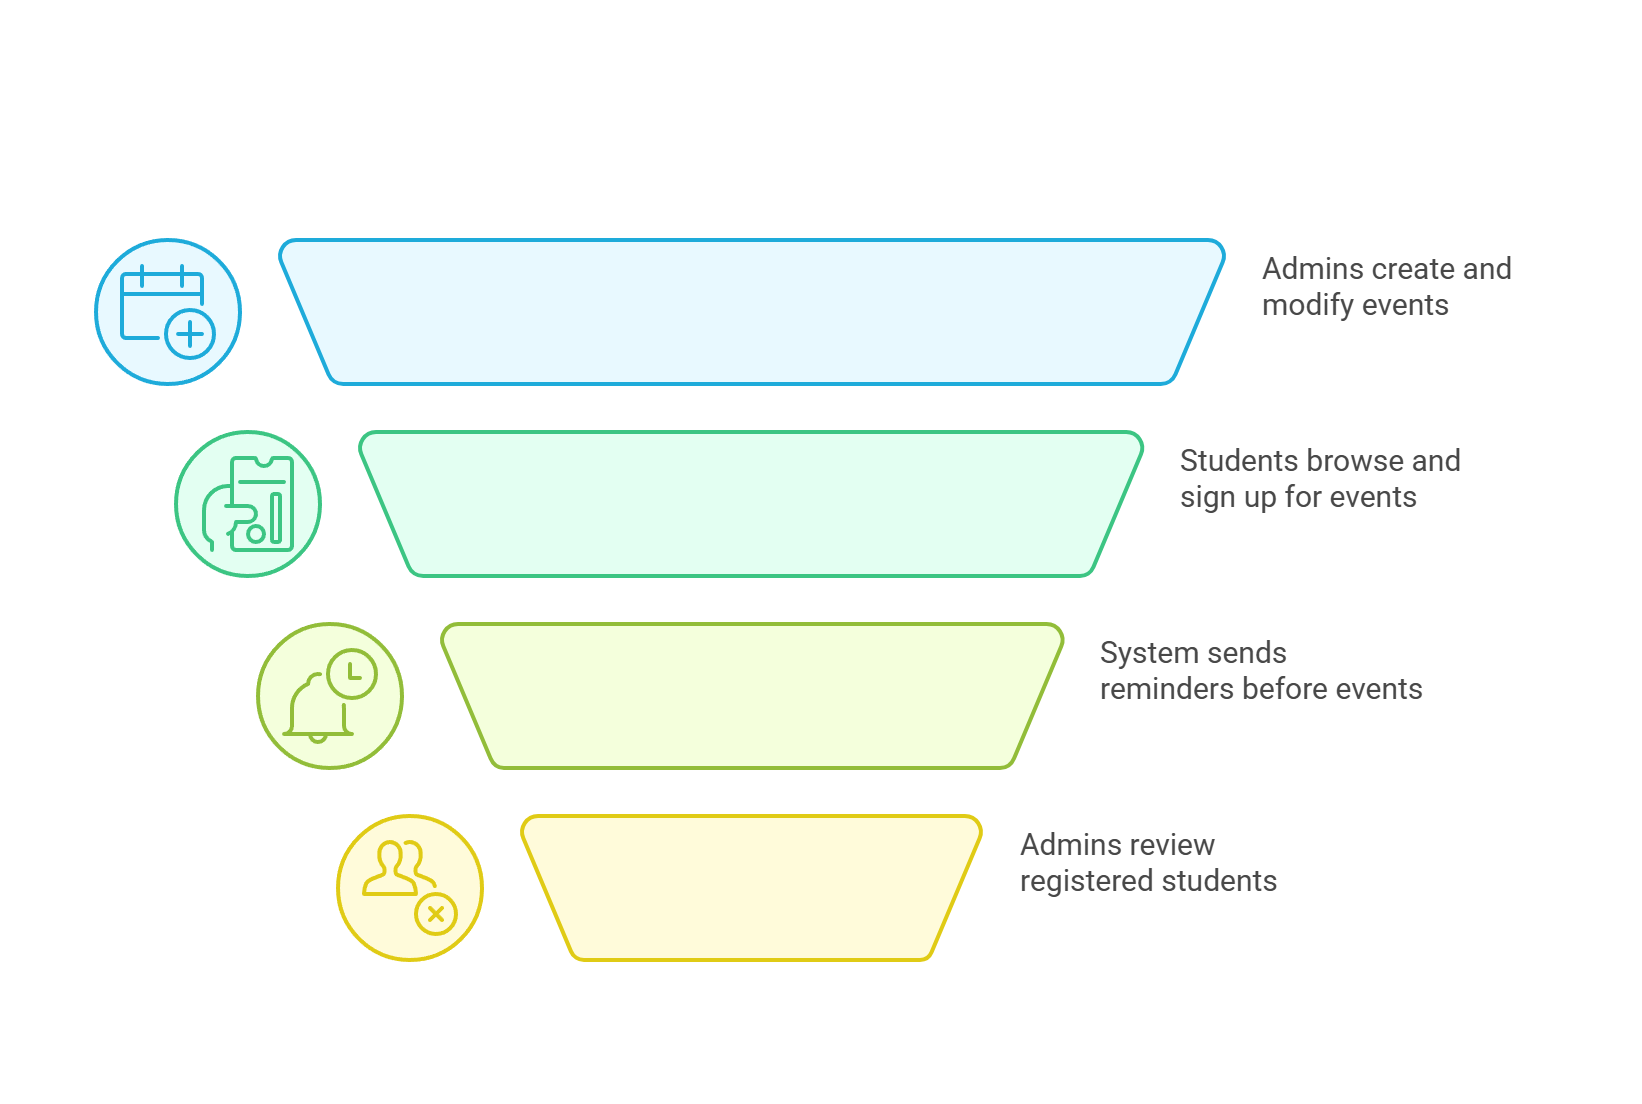 Admins create and
modify events
Students browse and
sign up for events
System sends
reminders before events
Admins review
registered students